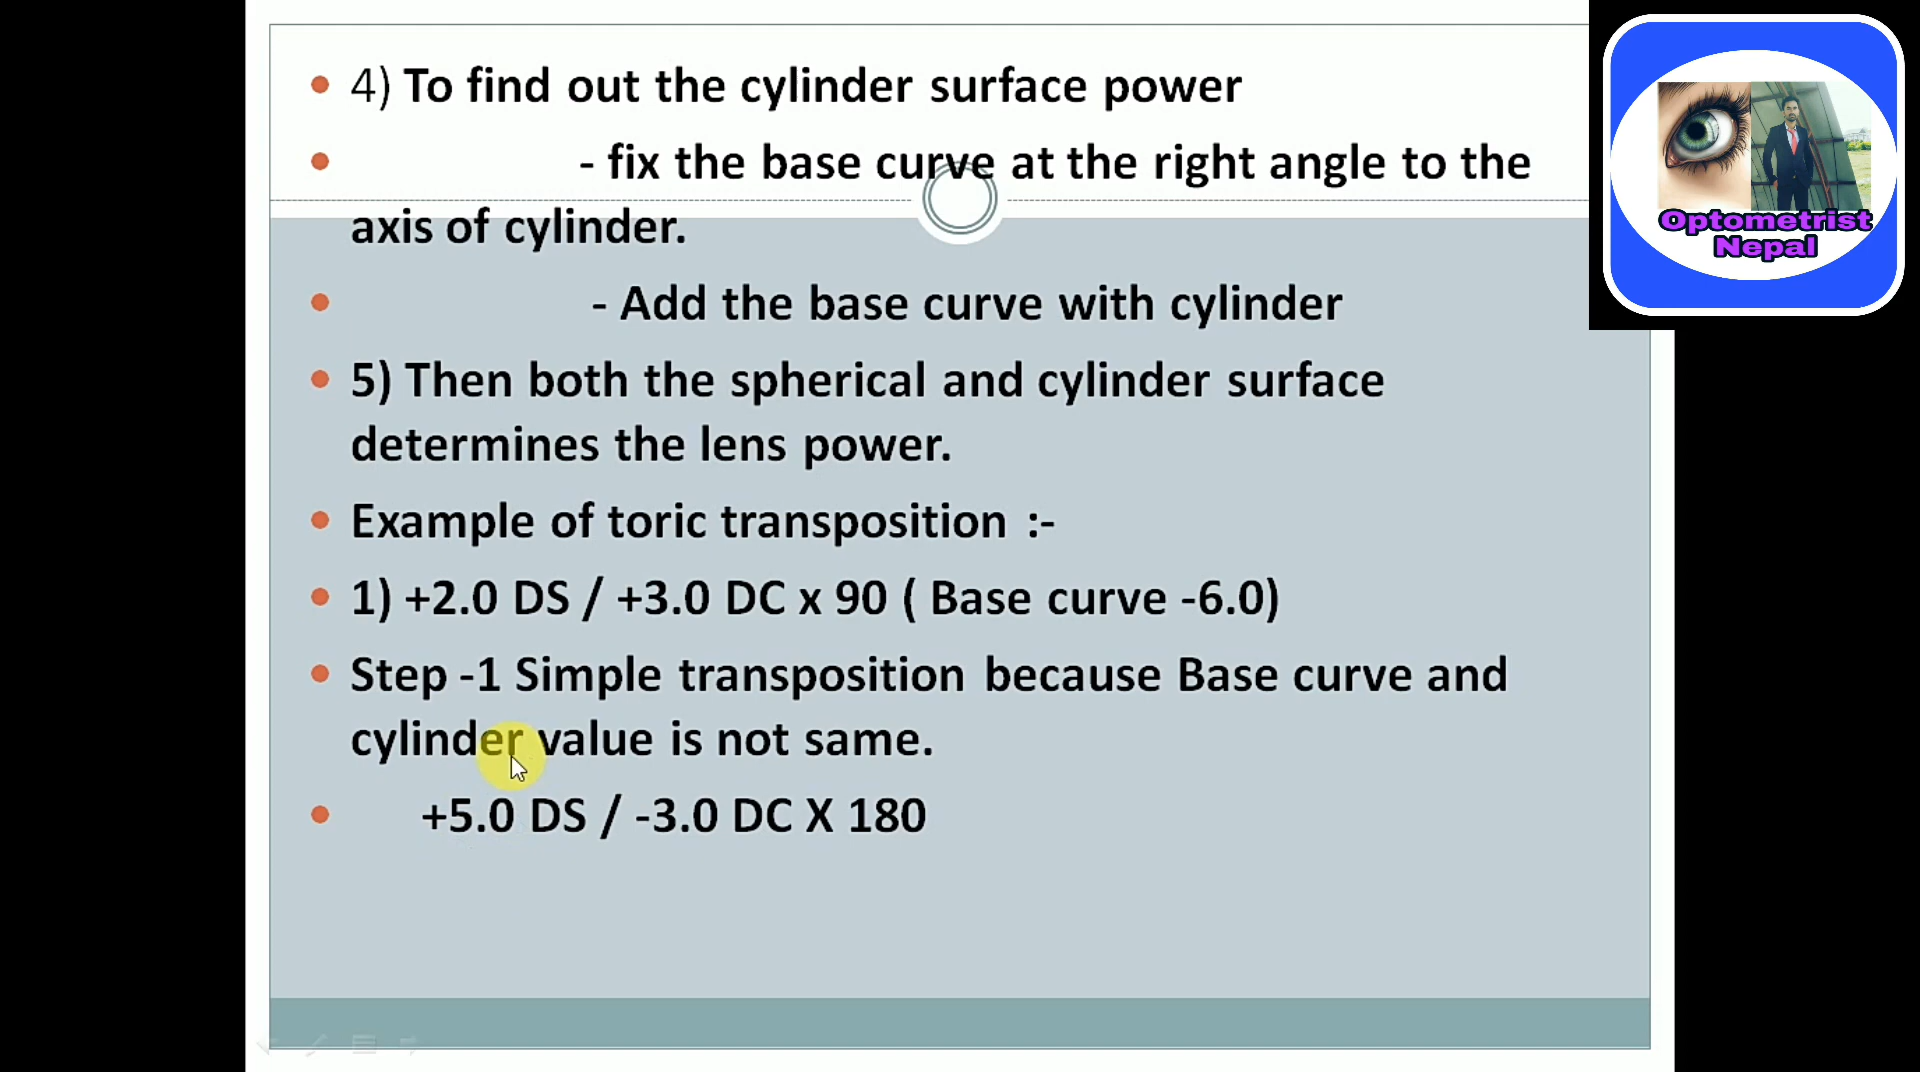 4) To find out the cylinder surface power
- fix the base curve at the right angle to the
axis of cylinder.
- Add the base curve with cylinder
5) Then both the spherical and cylinder surface
determines the lens power.
Example of toric transposition :-
1) +2.0 DS / +3.0 DC x 90 ( Base curve -6.0)
Step -1 Simple transposition because Base curve and
cylinder value is not same.
+5.0 DS / -3.0 DC X 180
Optometrist
Nepal